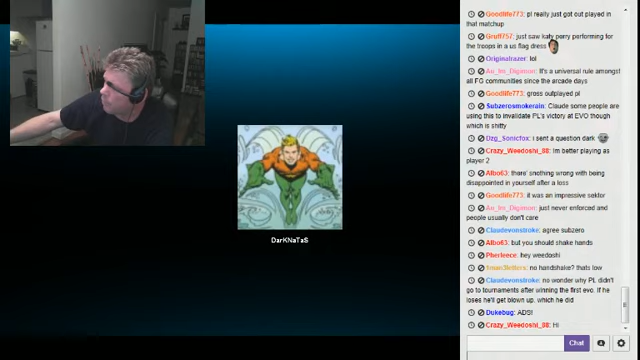 DarKNaTaS
Goodlife773: pl really just got out played in
that matchup
Gruff757: just saw katy perry performing for
the troops in a us flag dress
Originalrazer: lol
Au_Im_Digimon: It's a universal rule amongst
all FG communities since the arcade days
Goodlife773: gross outplayed pl
Subzerosmokerain: Claude some people are
using this to invalidate PL's victory at EVO though
which is shitty
Dzg_Sonicfox: i sent a question dark
Crazy_Weedoshi_88: Im better playing as
player 2
Albo63: there'snothing wrong with being
disappointed in yourself after a loss
Goodlife773: it was an impressive sektor
Au_Im_Digimon: just never enforced and
people usually don't care
Claudevonstroke: agree subzero
Albo63: but you should shake hands
Pherleece: hey weedoshi
no handshake? thats low
Claudevonstroke: no wonder why PL didn't
go to tournaments after winning the first evo. If he
loses he'll get blown up, which he did
Dukebug: ADS!
Crazy_Weedoshi_88: Hi
Chat